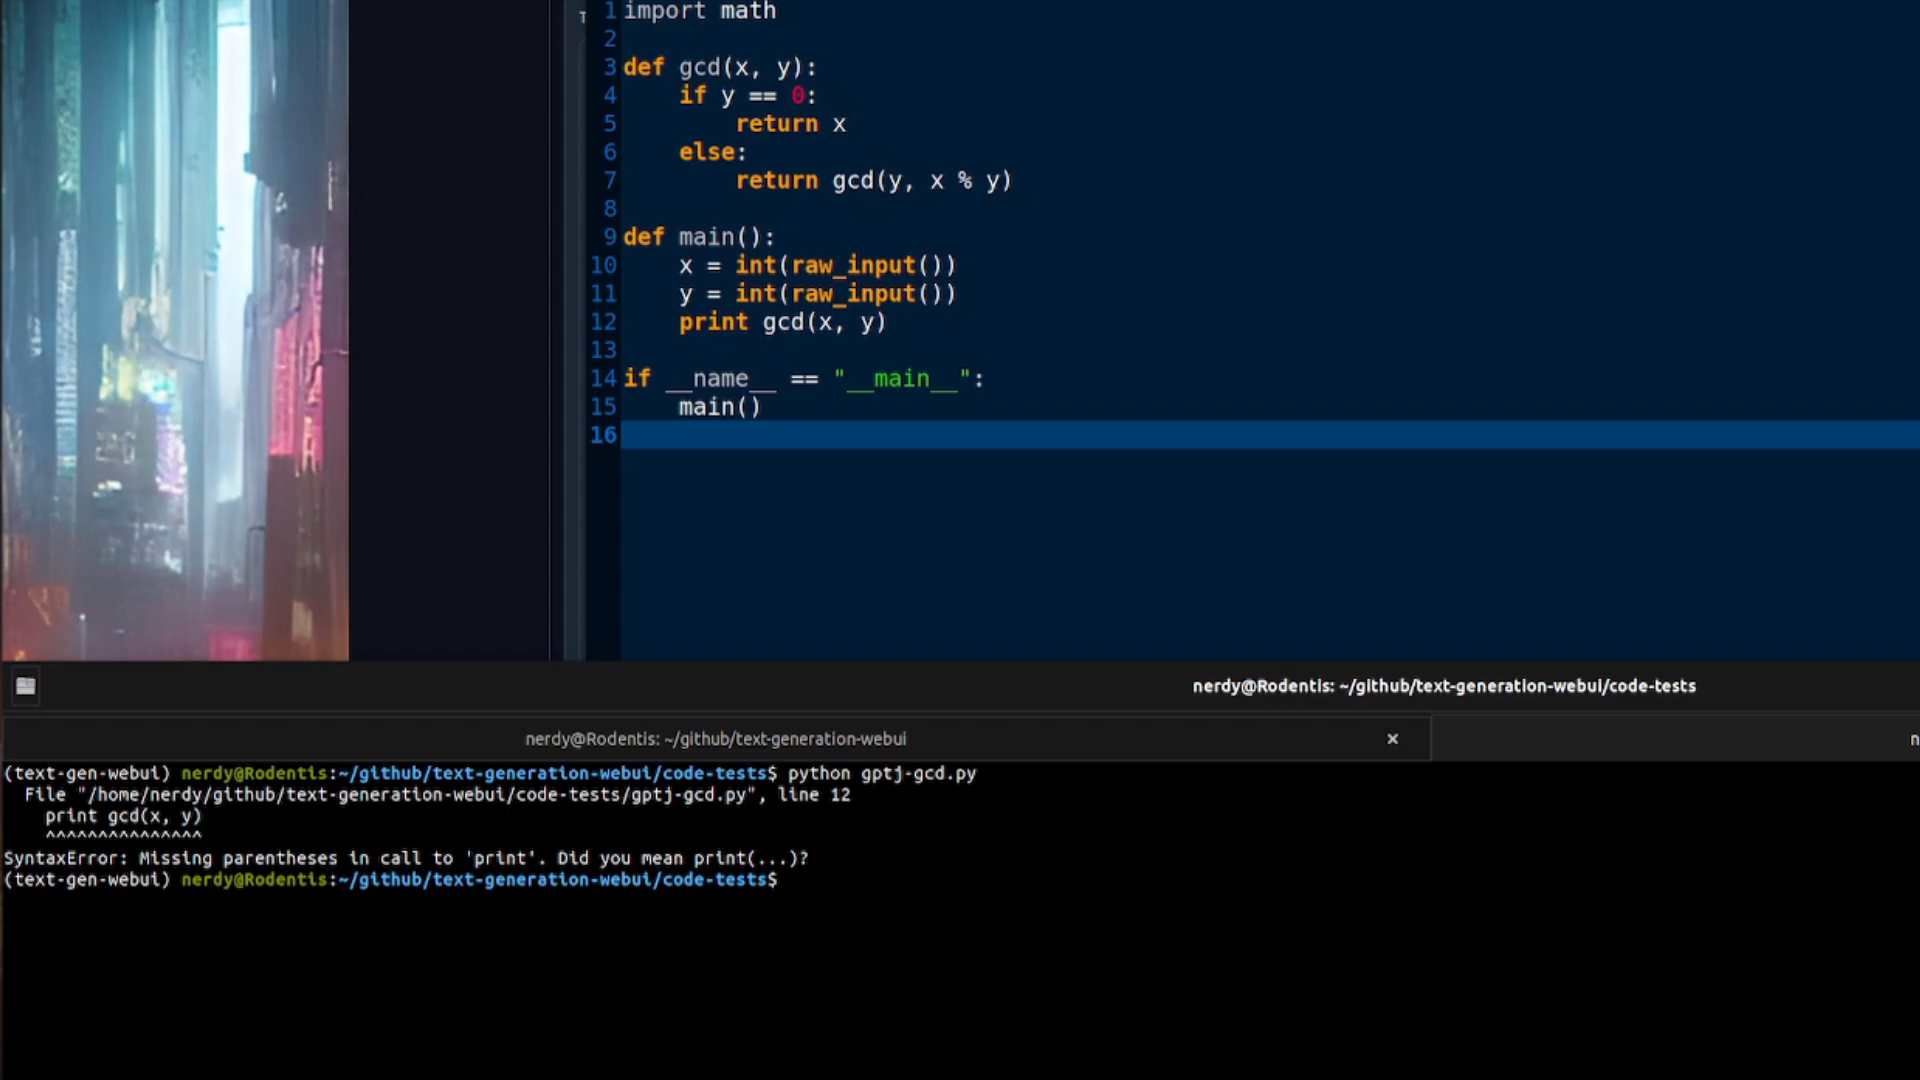 1 import math
2
3 def gcd(x, y):
4     if y == 0:
5         return x
6     else:
7         return gcd(y, x % y)
8
9 def main():
10     x = int(raw_input())
11     y = int(raw_input())
12     print gcd(x, y)
13
14 if __name__ == "__main__":
15     main()
16
nerdy@Rodentis: ~/github/text-generation-webui/code-tests
nerdy@Rodentis: ~/github/text-generation-webui
(text-gen-webui) nerdy@Rodentis:~/github/text-generation-webui/code-tests$ python gptj-gcd.py
  File "/home/nerdy/github/text-generation-webui/code-tests/gptj-gcd.py", line 12
    print gcd(x, y)
    ^^^^^^^^^^^^^^^
SyntaxError: Missing parentheses in call to 'print'. Did you mean print(...)?
(text-gen-webui) nerdy@Rodentis:~/github/text-generation-webui/code-tests$